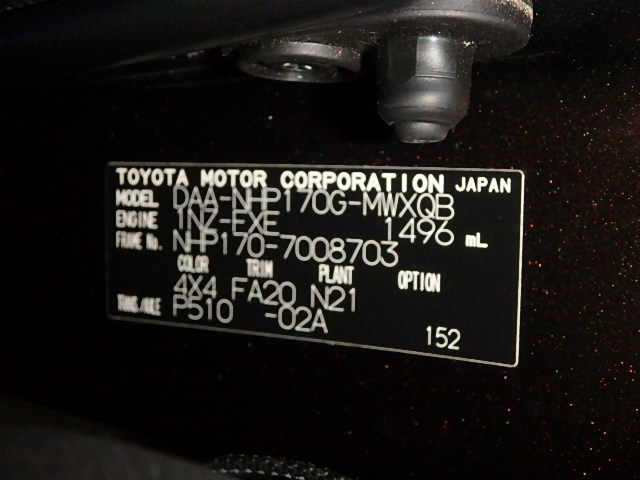 TOYOTA MOTOR CORPORATION JAPAN
MODEL DAA-NHP170G-MWXQB
ENGINE 1NZ-EXE 1496 mL
FRAME No. NHP170-7008703
COLOR TRIM PLANT OPTION
4X4 FA20 N21
TRANS/AXLE P510 -02A
152